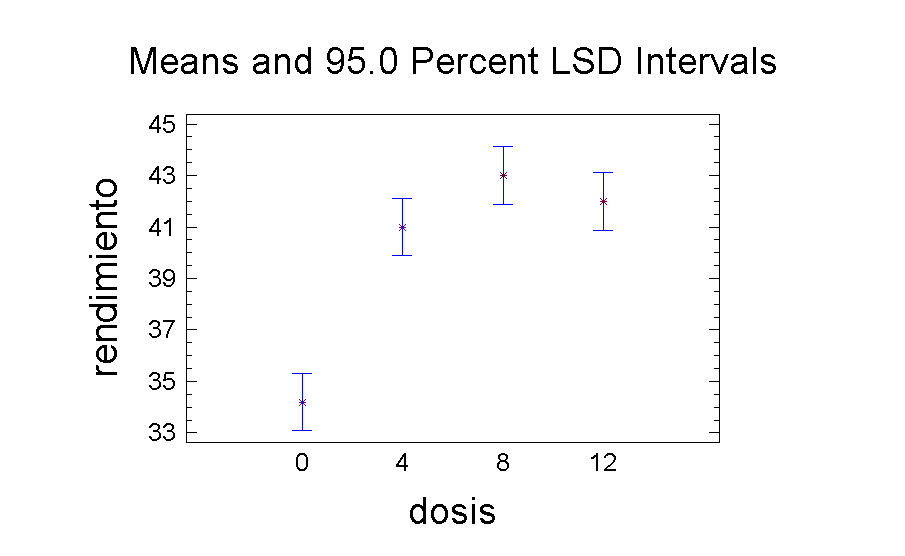 Means and 95.0 Percent LSD Intervals
45
43
41
39
37
35
33
rendimiento
0 4 8 12
dosis